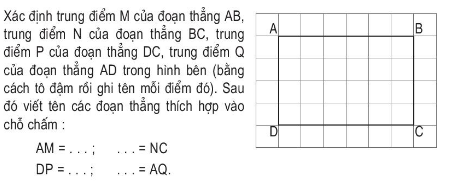 Xác định trung điểm M của đoạn thẳng AB,
trung điểm N của đoạn thẳng BC, trung
điểm P của đoạn thẳng DC, trung điểm Q
của đoạn thẳng AD trong hình bên (bằng
cách tô đậm rồi ghi tên mỗi điểm đó). Sau
đó viết tên các đoạn thẳng thích hợp vào
chỗ chấm :
AM = . . . ; . . . = NC
DP = . . . ; . . . = AQ.
A B
D C